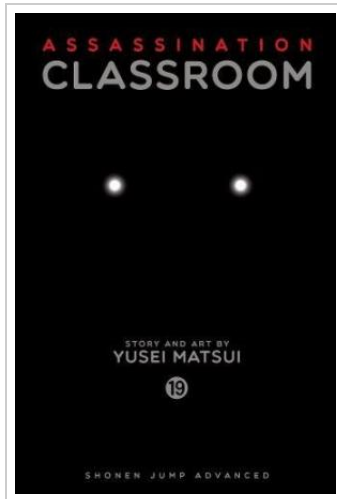 ASSASSINATION
CLASSROOM
STORY AND ART BY
YUSEI MATSUI
19
SHONEN JUMP ADVANCED